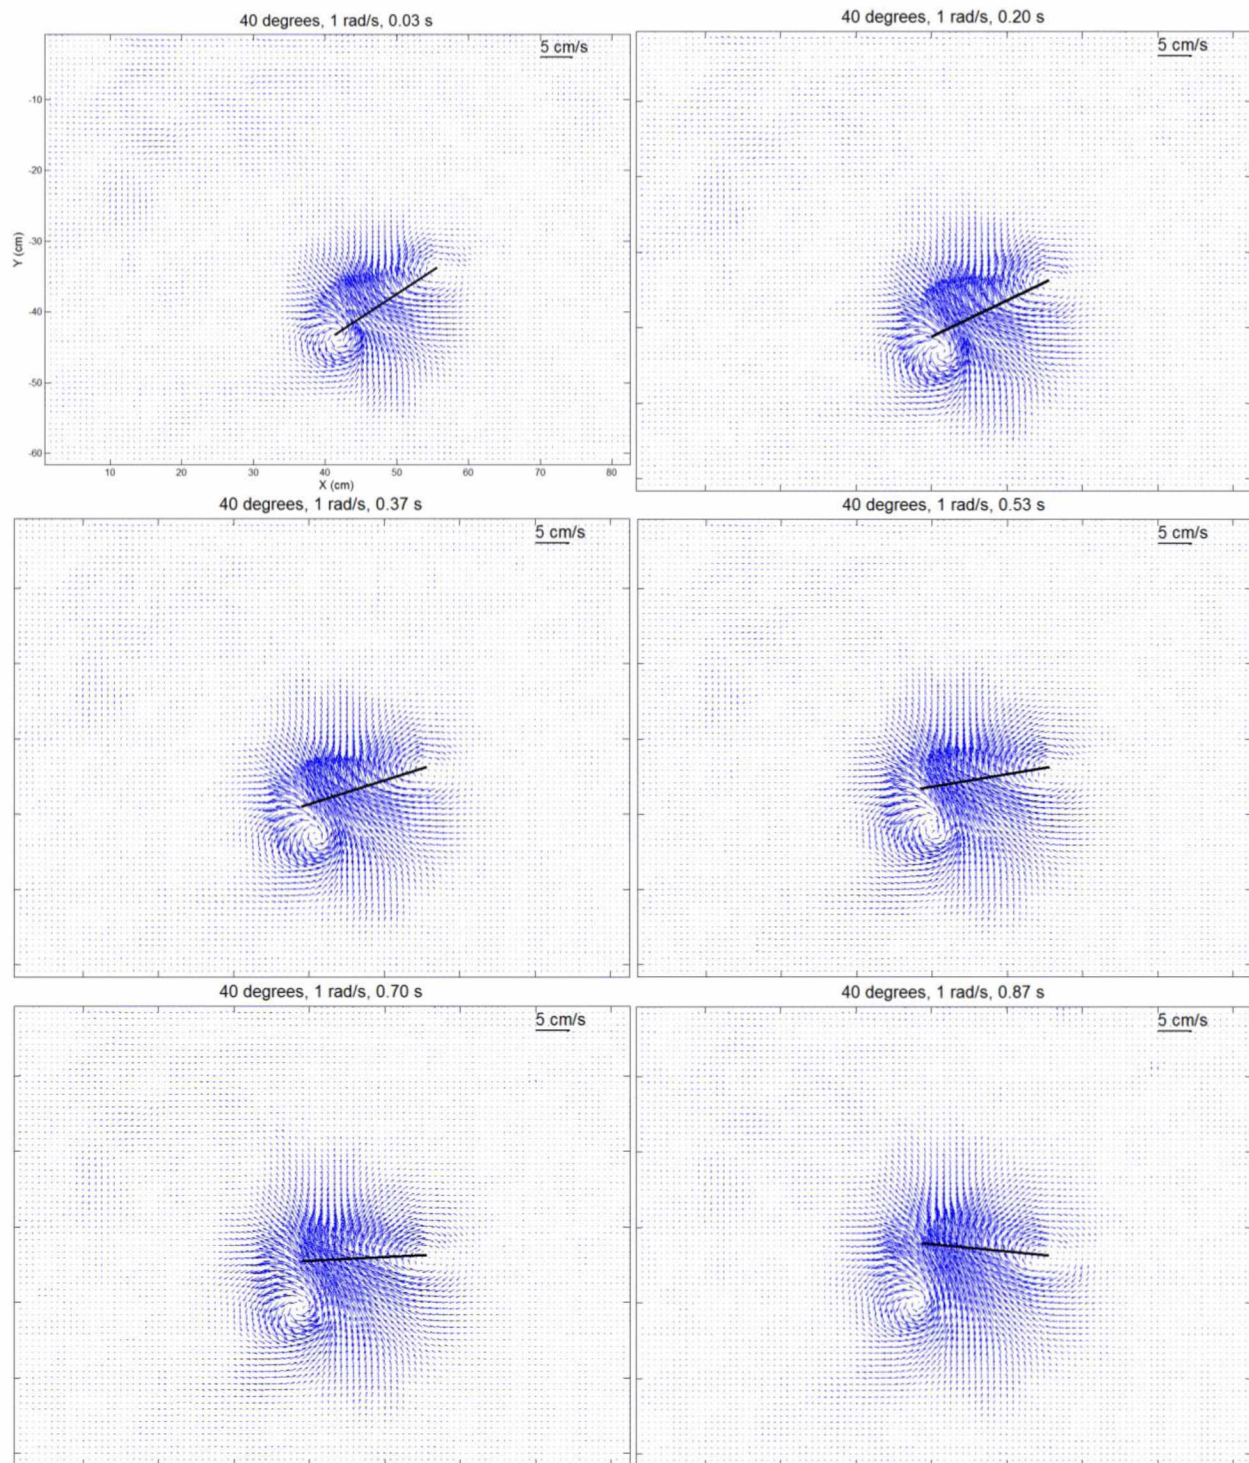 40 degrees, 1 rad/s, 0.03 s
5 cm/s
-10
-20
-30
-40
-50
-60
Y (cm)
10 20 30 40 50 60 70 80
X (cm)
40 degrees, 1 rad/s, 0.20 s
5 cm/s
40 degrees, 1 rad/s, 0.37 s
5 cm/s
40 degrees, 1 rad/s, 0.53 s
5 cm/s
40 degrees, 1 rad/s, 0.70 s
5 cm/s
40 degrees, 1 rad/s, 0.87 s
5 cm/s